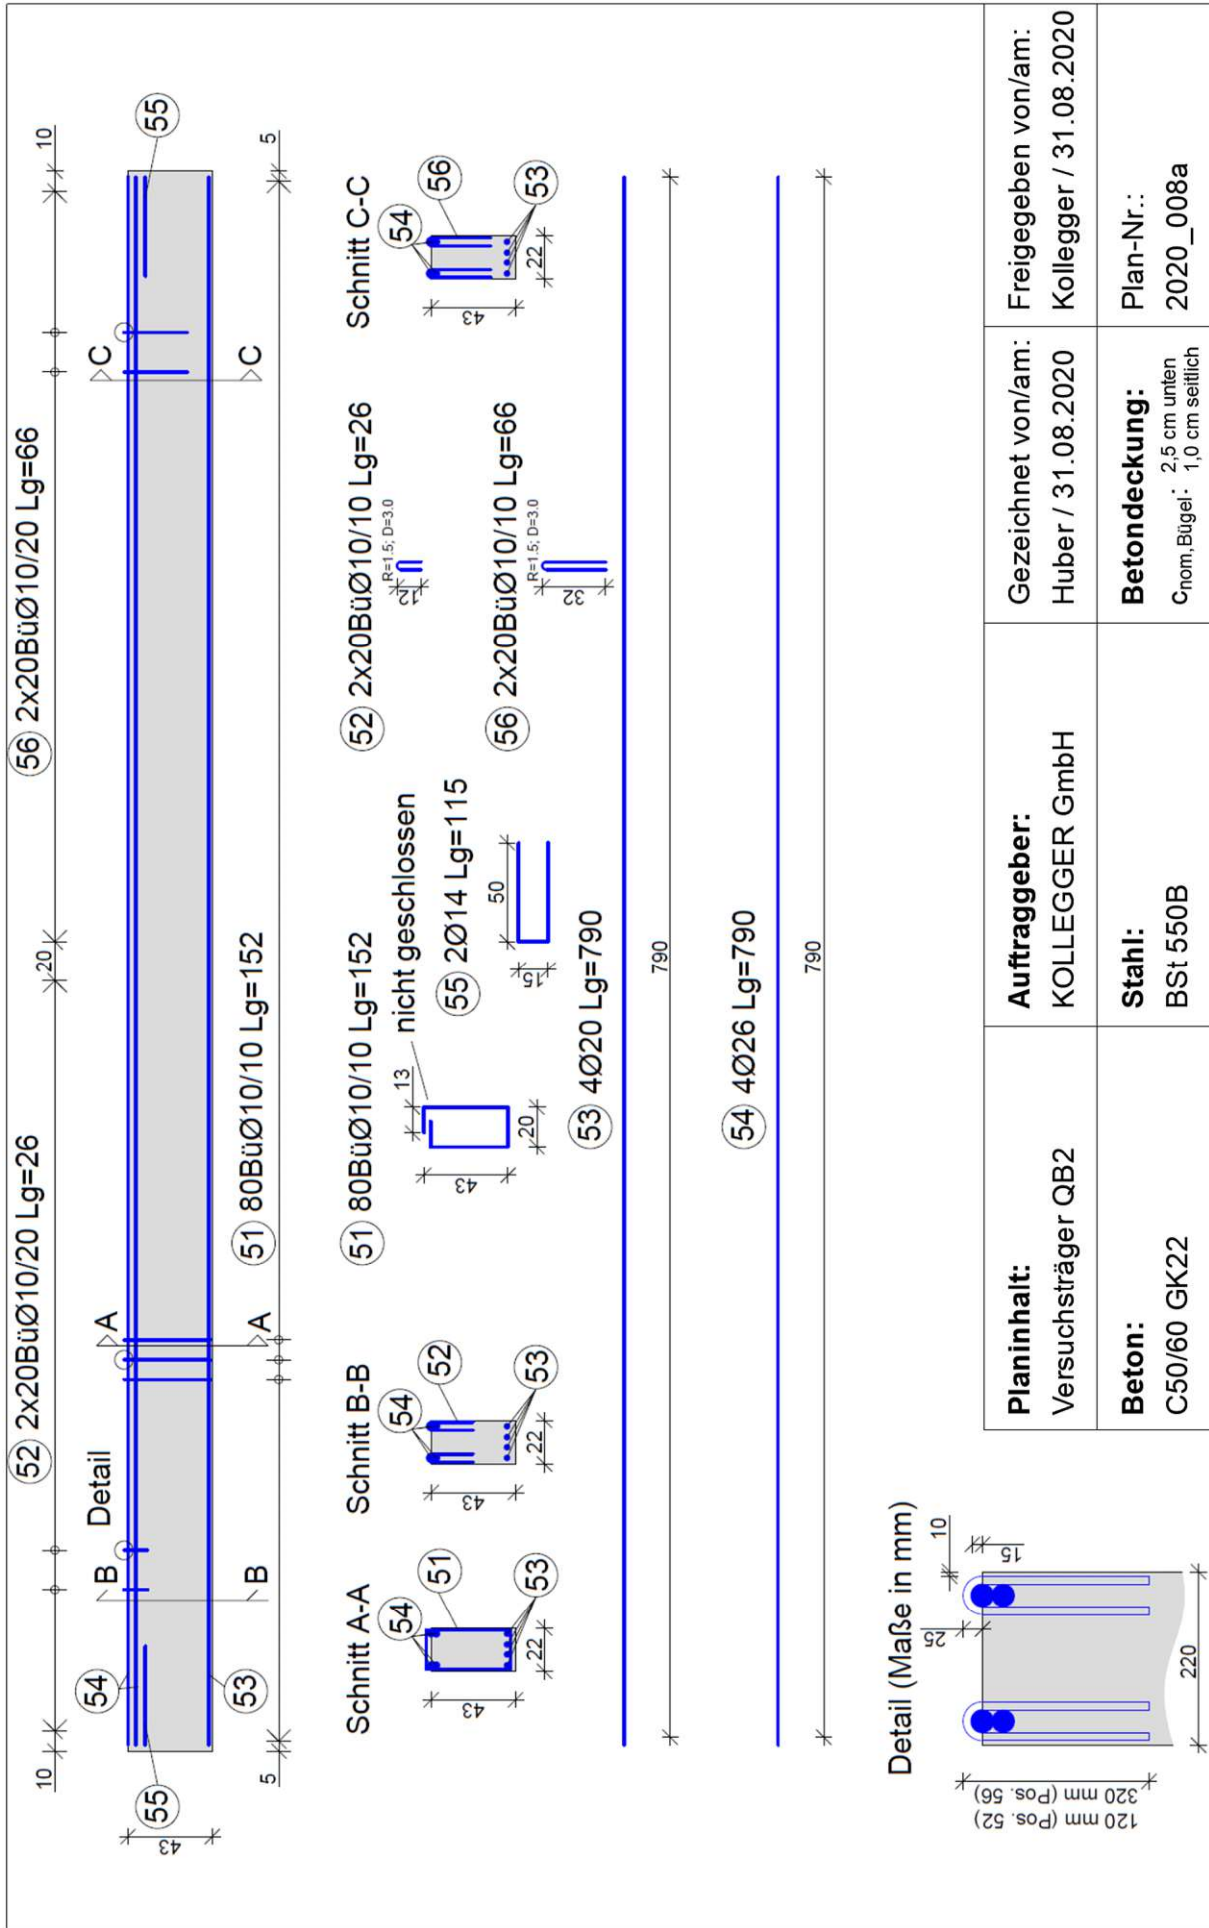 52 2x20BüØ10/20 Lg=26
56 2x20BüØ10/20 Lg=66
10
20
10
54
B
Detail
A
C
55
43
55
53
B
A
C
51 80BüØ10/10 Lg=152
5
5
Schnitt A-A
Schnitt B-B
51 80BüØ10/10 Lg=152
52 2x20BüØ10/10 Lg=26
Schnitt C-C
54
51
43
22
53
54
52
43
22
53
13
nicht geschlossen
43
20
R=1.5; D=3.0
12
54
56
43
22
53
55 2Ø14 Lg=115
50
15
56 2x20BüØ10/10 Lg=66
R=1.5; D=3.0
32
53 4Ø20 Lg=790
790
54 4Ø26 Lg=790
790
Detail (Maße in mm)
10
15
25
220
120 mm (Pos. 52)
320 mm (Pos. 56)
Planinhalt:
Versuchsträger QB2
Auftraggeber:
KOLLEGGER GmbH
Gezeichnet von/am:
Huber / 31.08.2020
Freigegeben von/am:
Kollegger / 31.08.2020
Beton:
C50/60 GK22
Stahl:
BSt 550B
Betondeckung:
cnom,Bügel: 2,5 cm unten
1,0 cm seitlich
Plan-Nr.:
2020_008a